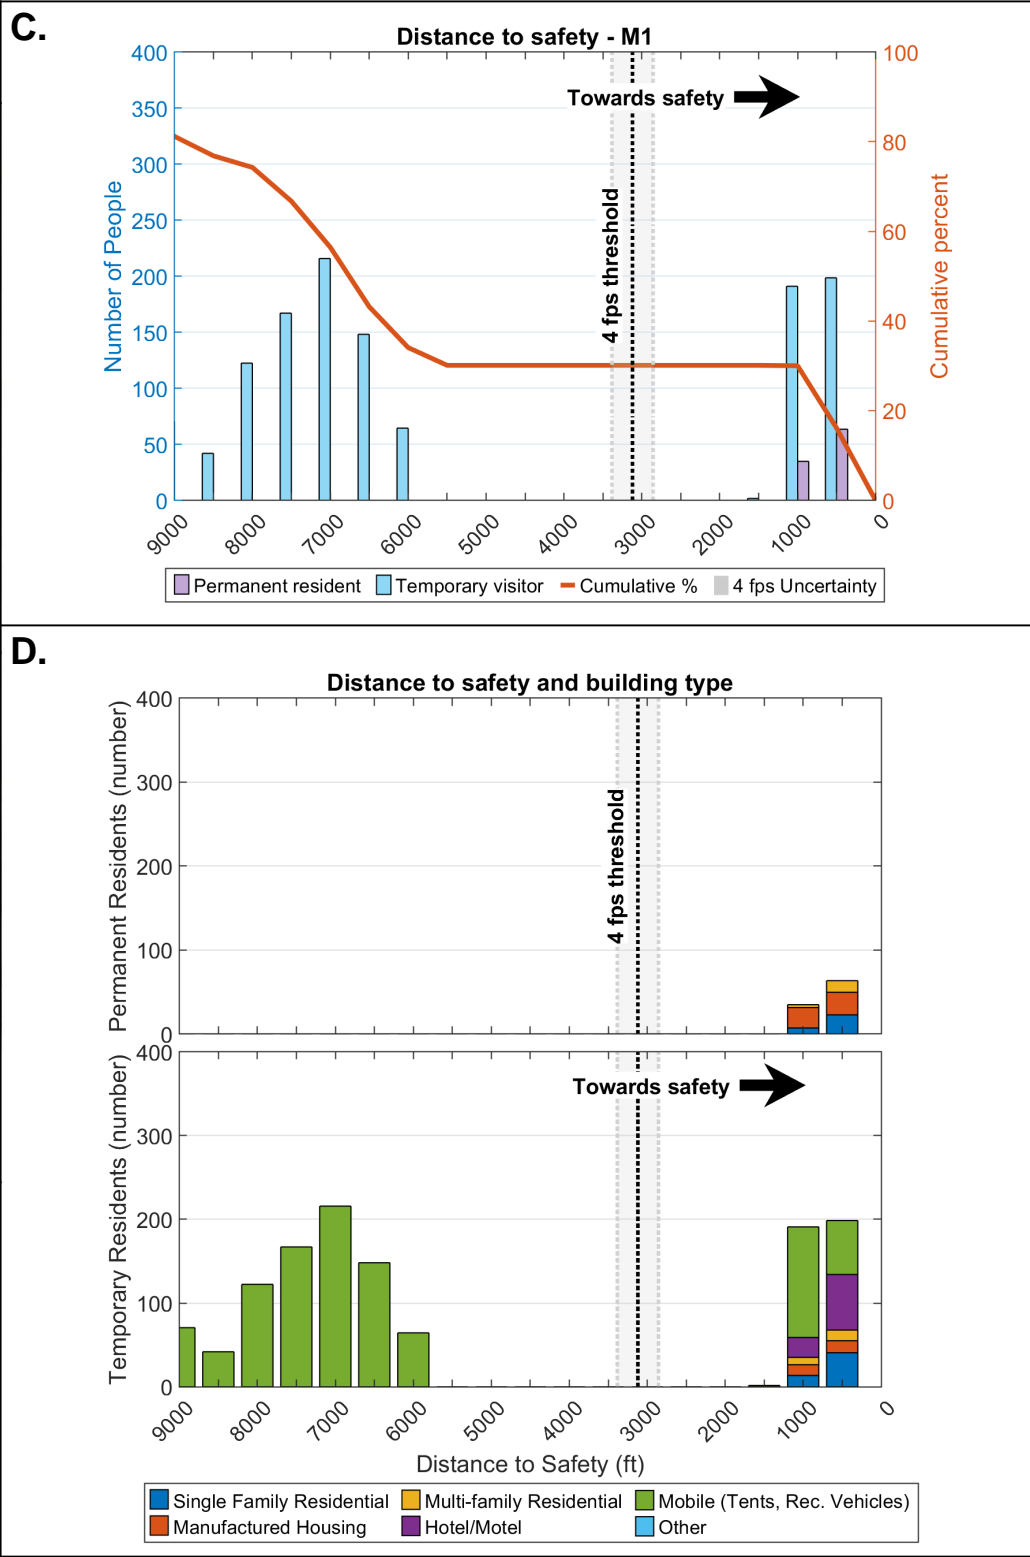 C.
Distance to safety - M1
400
350
300
250
200
150
100
50
0
Number of People
100
80
60
40
20
0
Cumulative percent
Towards safety
4 fps threshold
9000 8000 7000 6000 5000 4000 3000 2000 1000 0
Permanent resident Temporary visitor Cumulative % 4 fps Uncertainty
D.
Distance to safety and building type
400
300
200
100
0
Permanent Residents (number)
4 fps threshold
400
300
200
100
0
Temporary Residents (number)
Towards safety
9000 8000 7000 6000 5000 4000 3000 2000 1000 0
Distance to Safety (ft)
Single Family Residential Multi-family Residential Mobile (Tents, Rec. Vehicles)
Manufactured Housing Hotel/Motel Other